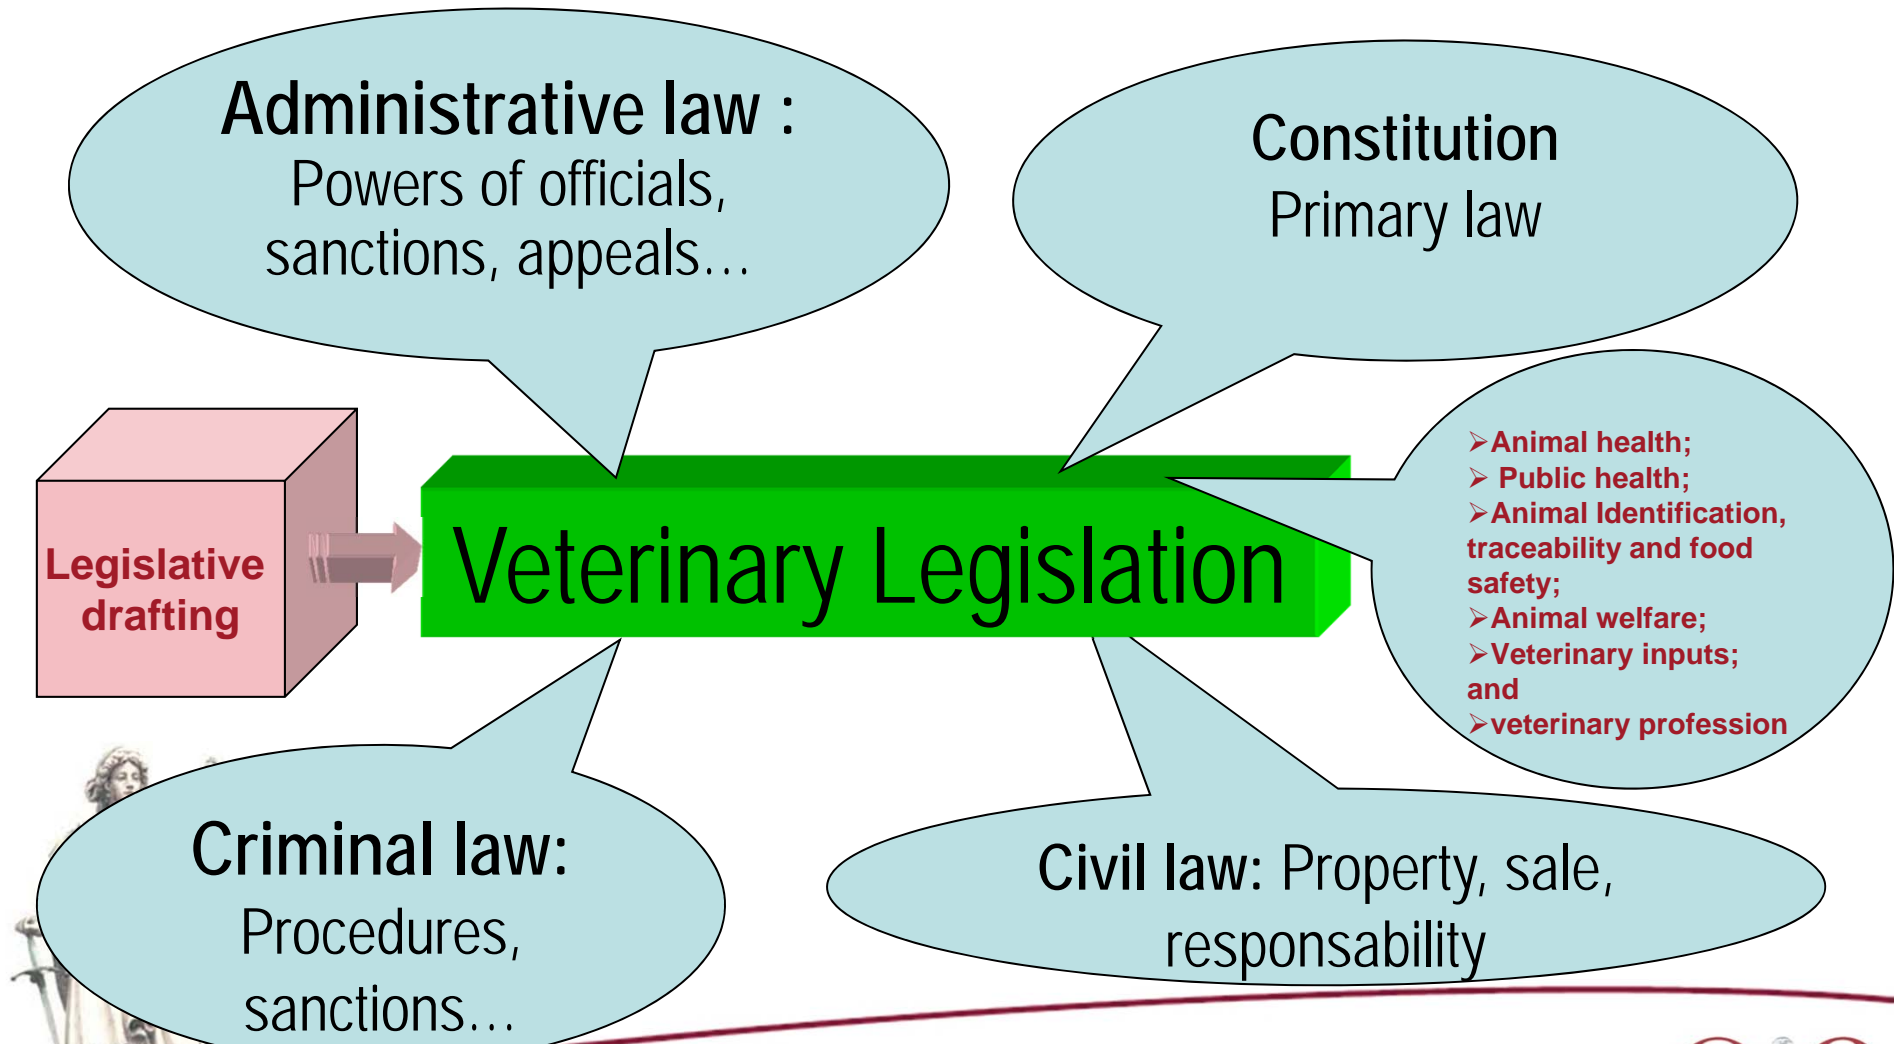 Administrative law :
Powers of officials,
sanctions, appeals…
Constitution
Primary law
Legislative
drafting
Veterinary Legislation
➢Animal health;
➢ Public health;
➢Animal Identification,
traceability and food
safety;
➢Animal welfare;
➢Veterinary inputs;
and
➢veterinary profession
Criminal law:
Procedures,
sanctions…
Civil law: Property, sale,
responsability